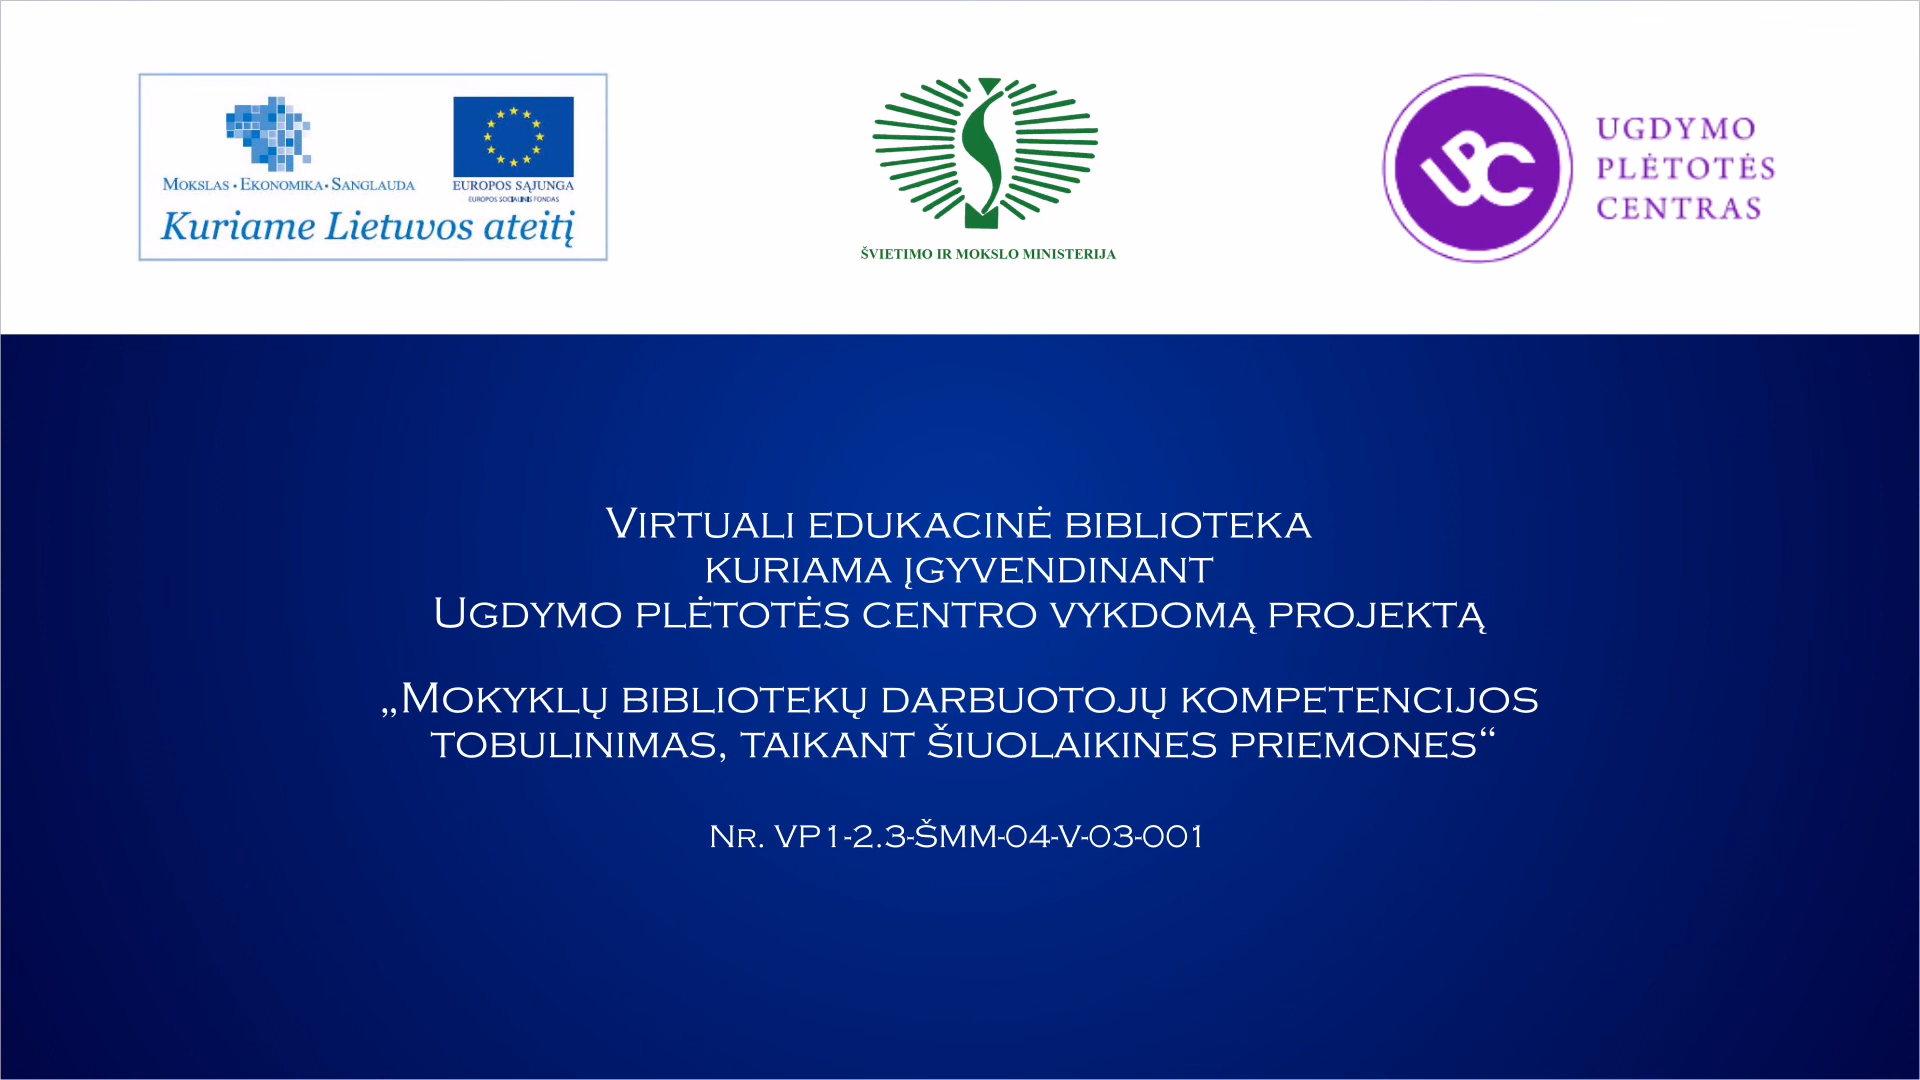 MOKSLAS • EKONOMIKA • SANGLAUDA
EUROPOS SĄJUNGA
EUROPOS SOCIALINIS FONDAS
Kuriame Lietuvos ateitį
ŠVIETIMO IR MOKSLO MINISTERIJA
UPC
UGDYMO
PLĖTOTĖS
CENTRAS
VIRTUALI EDUKACINĖ BIBLIOTEKA
KURIAMA ĮGYVENDINANT
UGDYMO PLĖTOTĖS CENTRO VYKDOMĄ PROJEKTĄ
„MOKYKLŲ BIBLIOTEKŲ DARBUOTOJŲ KOMPETENCIJOS
TOBULINIMAS, TAIKANT ŠIUOLAIKINES PRIEMONES“
NR. VP1-2.3-ŠMM-04-V-03-001